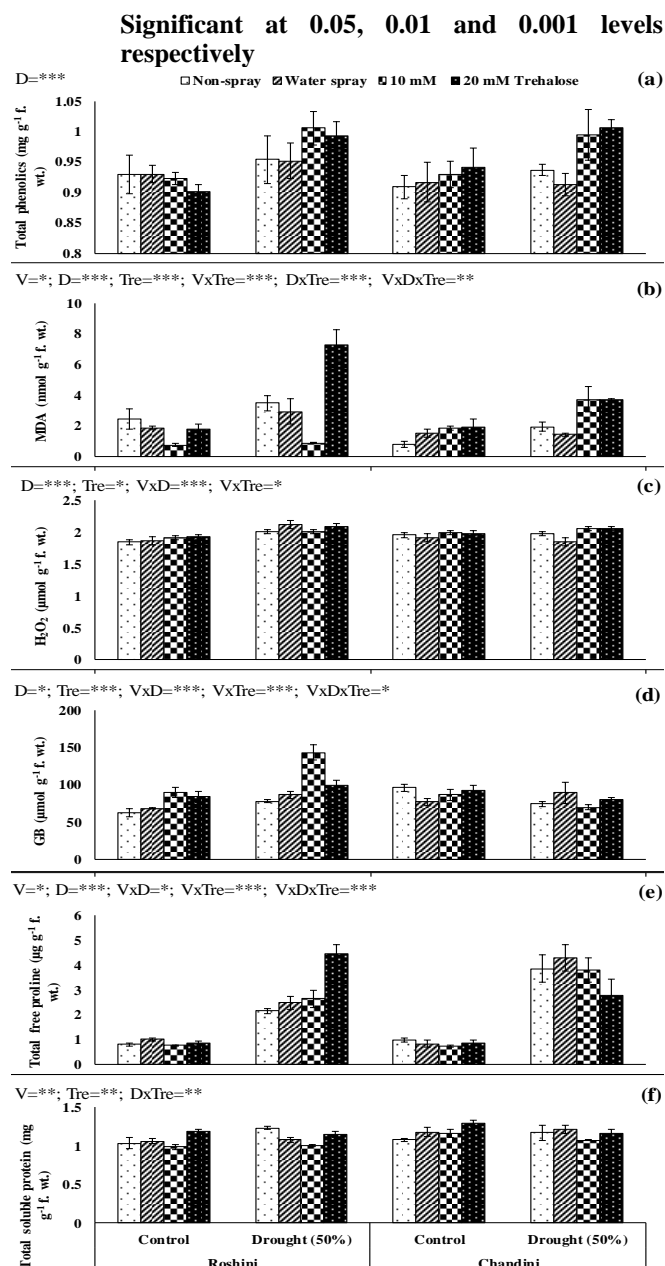 Significant at 0.05, 0.01 and 0.001 levels
respectively
D=*** (a)
Non-spray Water spray 10 mM 20 mM Trehalose
Total phenolics (mg g⁻¹ f. wt.)
1.05
1
0.95
0.9
0.85
0.8
V=*; D=***; Tre=***; VxTre=***; DxTre=***; VxDxTre=**
(b)
MDA (nmol g⁻¹ f. wt.)
10
8
6
4
2
0
D=***; Tre=*; VxD=***; VxTre=* (c)
H₂O₂ (µmol g⁻¹ f. wt.)
2.5
2
1.5
1
0.5
0
D=*; Tre=***; VxD=***; VxTre=***; VxDxTre=* (d)
GB (µmol g⁻¹ f. wt.)
200
150
100
50
0
V=*; D=***; VxD=*; VxTre=***; VxDxTre=*** (e)
Total free proline (µg g⁻¹ f. wt.)
6
5
4
3
2
1
0
V=**; Tre=**; DxTre=** (f)
Total soluble protein (mg g⁻¹ f. wt.)
1.5
1
0.5
0
Control Drought (50%) Control Drought (50%)
Roshini Chandini